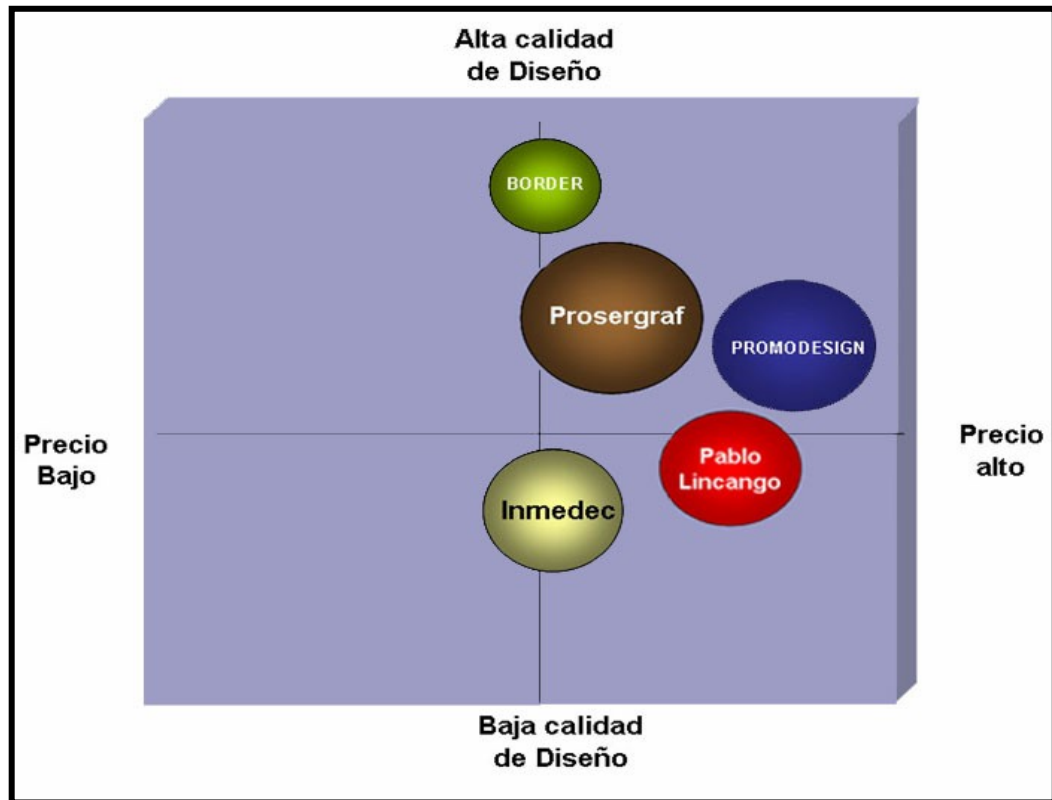 Alta calidad
de Diseño
BORDER
Prosergraf
PROMODESIGN
Precio
Bajo
Precio
alto
Pablo
Lincango
Inmedec
Baja calidad
de Diseño